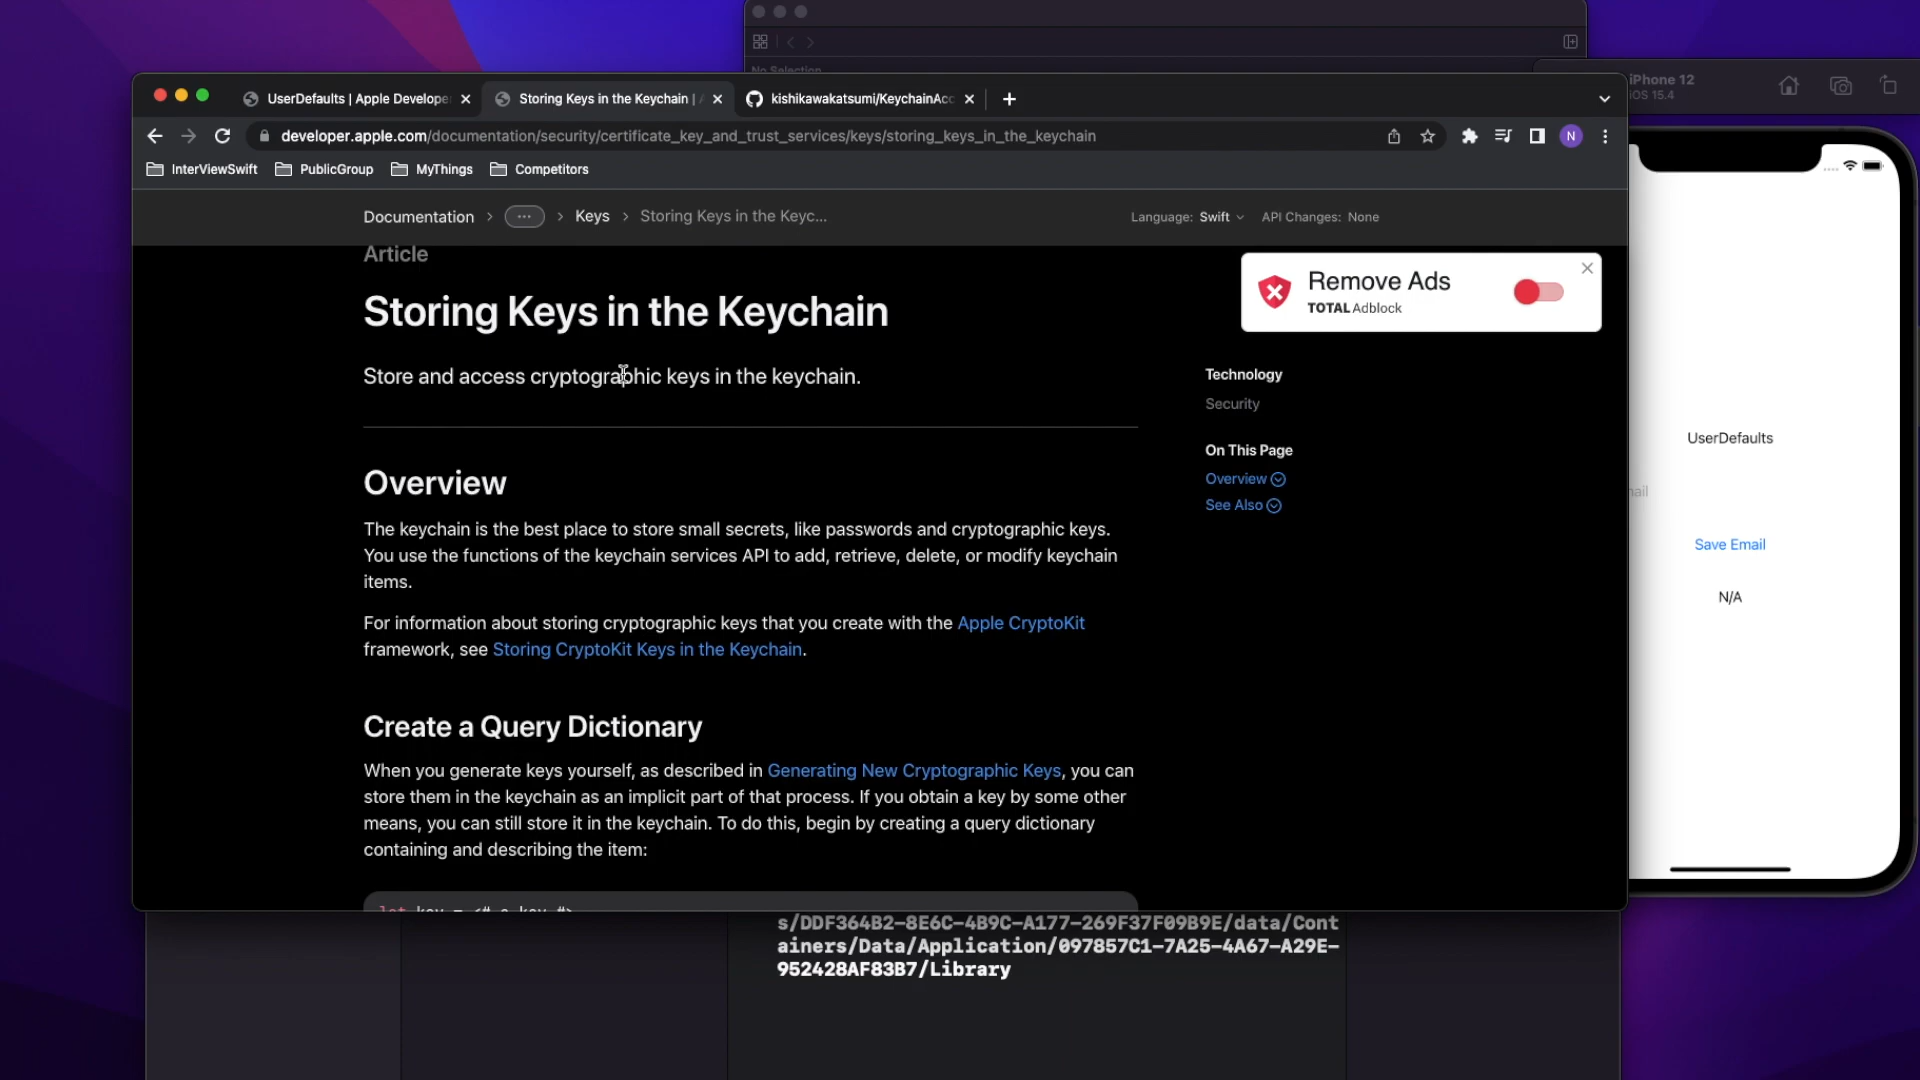 No Selection
iPhone 12
iOS 15.4
UserDefaults | Apple Develope
Storing Keys in the Keychain |
kishikawakatsumi/KeychainAcc
developer.apple.com/documentation/security/certificate_key_and_trust_services/keys/storing_keys_in_the_keychain
N
InterViewSwift PublicGroup MyThings Competitors
Documentation > ··· > Keys > Storing Keys in the Keyc...
Language: Swift API Changes: None
Article
Storing Keys in the Keychain
Store and access cryptographic keys in the keychain.
Remove Ads
TOTAL Adblock
Technology
Security
On This Page
Overview
See Also
Overview
The keychain is the best place to store small secrets, like passwords and cryptographic keys.
You use the functions of the keychain services API to add, retrieve, delete, or modify keychain
items.
For information about storing cryptographic keys that you create with the Apple CryptoKit
framework, see Storing CryptoKit Keys in the Keychain.
Create a Query Dictionary
When you generate keys yourself, as described in Generating New Cryptographic Keys, you can
store them in the keychain as an implicit part of that process. If you obtain a key by some other
means, you can still store it in the keychain. To do this, begin by creating a query dictionary
containing and describing the item:
let key = <# a key #>
UserDefaults
mail
Save Email
N/A
s/DDF364B2-8E6C-4B9C-A177-269F37F09B9E/data/Cont
ainers/Data/Application/097857C1-7A25-4A67-A29E-
952428AF83B7/Library